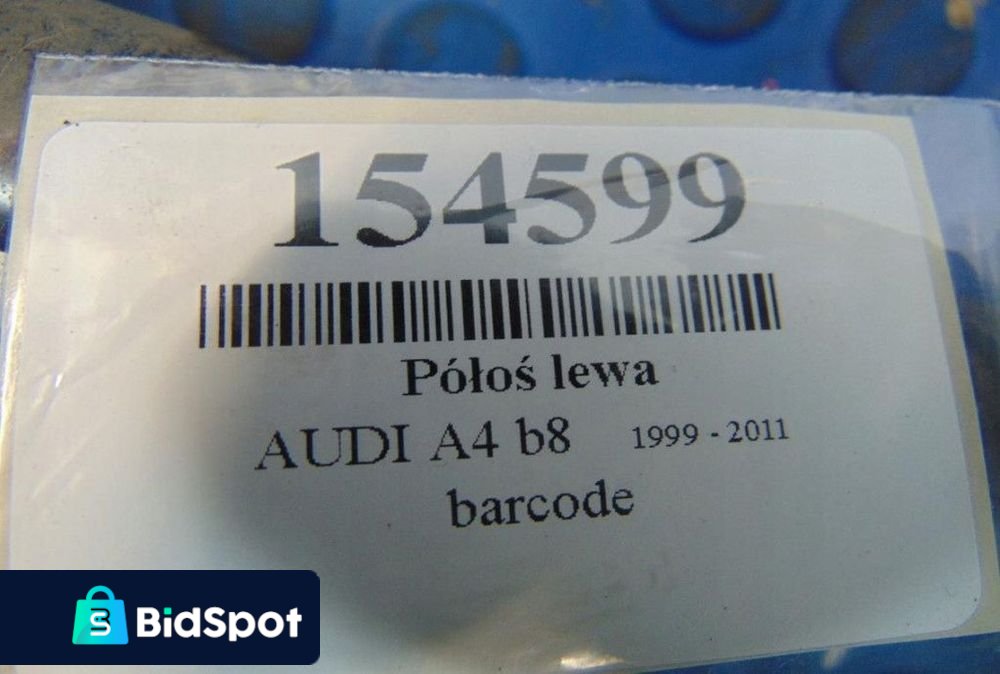 154599
Półoś lewa
AUDI A4 b8 1999 - 2011
barcode
BidSpot